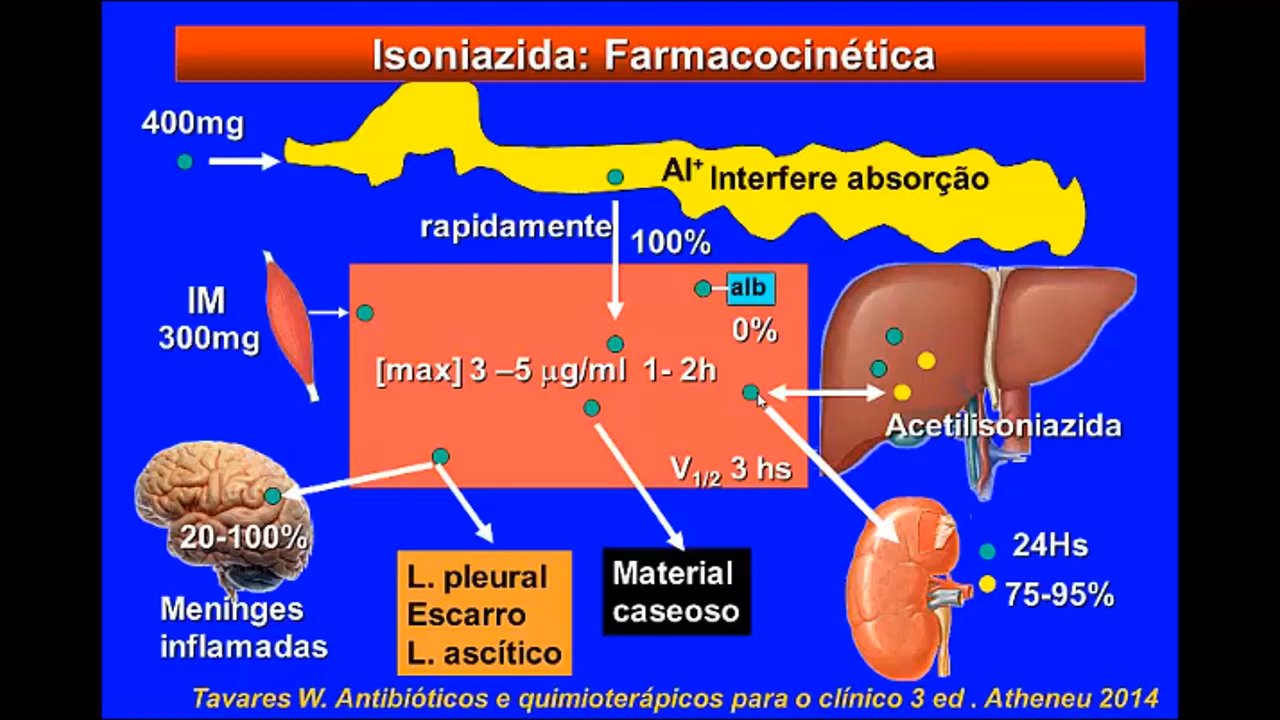 Isoniazida: Farmacocinética
400mg
Al⁺ Interfere absorção
rapidamente
100%
alb
0%
IM
300mg
[max] 3 –5 µg/ml 1- 2h
Acetilisoniazida
V1/2 3 hs
20-100%
Meninges
inflamadas
L. pleural
Escarro
L. ascítico
Material
caseoso
24Hs
75-95%
Tavares W. Antibióticos e quimioterápicos para o clínico 3 ed . Atheneu 2014